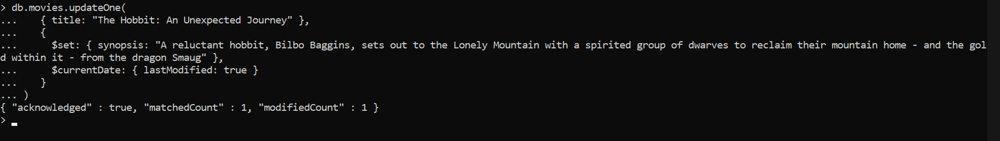 > db.movies.updateOne(
...    { title: "The Hobbit: An Unexpected Journey" },
...    {
...      $set: { synopsis: "A reluctant hobbit, Bilbo Baggins, sets out to the Lonely Mountain with a spirited group of dwarves to reclaim their mountain home - and the gol
d within it - from the dragon Smaug" },
...      $currentDate: { lastModified: true }
...    }
... )
{ "acknowledged" : true, "matchedCount" : 1, "modifiedCount" : 1 }
>